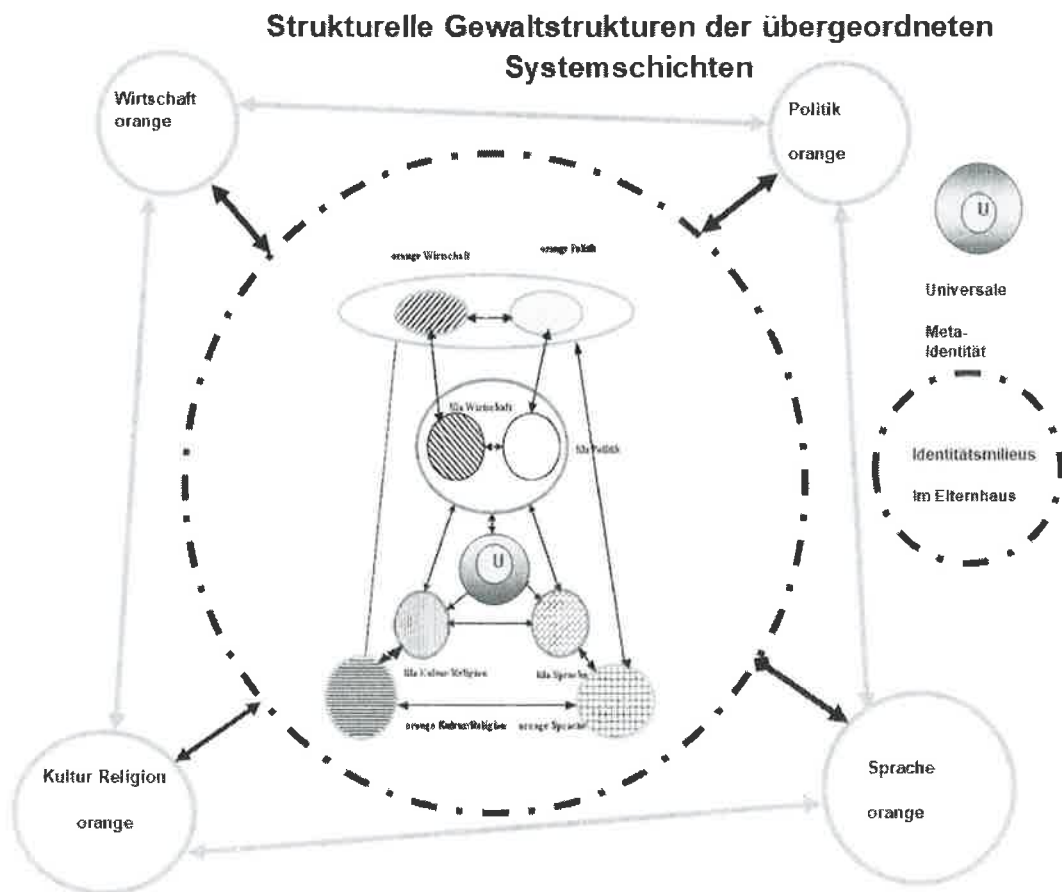 Strukturelle Gewaltstrukturen der übergeordneten
Systemschichten
Wirtschaft
orange
Politik
orange
U
Universale
Meta-
Identität
Identitätsmilieus
Im Elternhaus
orange Wirtschaft
orange Politik
lila Wirtschaft
lila Politik
U
lila Kultur/Religion
lila Sprache
orange Kultur/Religion
orange Sprache
Kultur Religion
orange
Sprache
orange